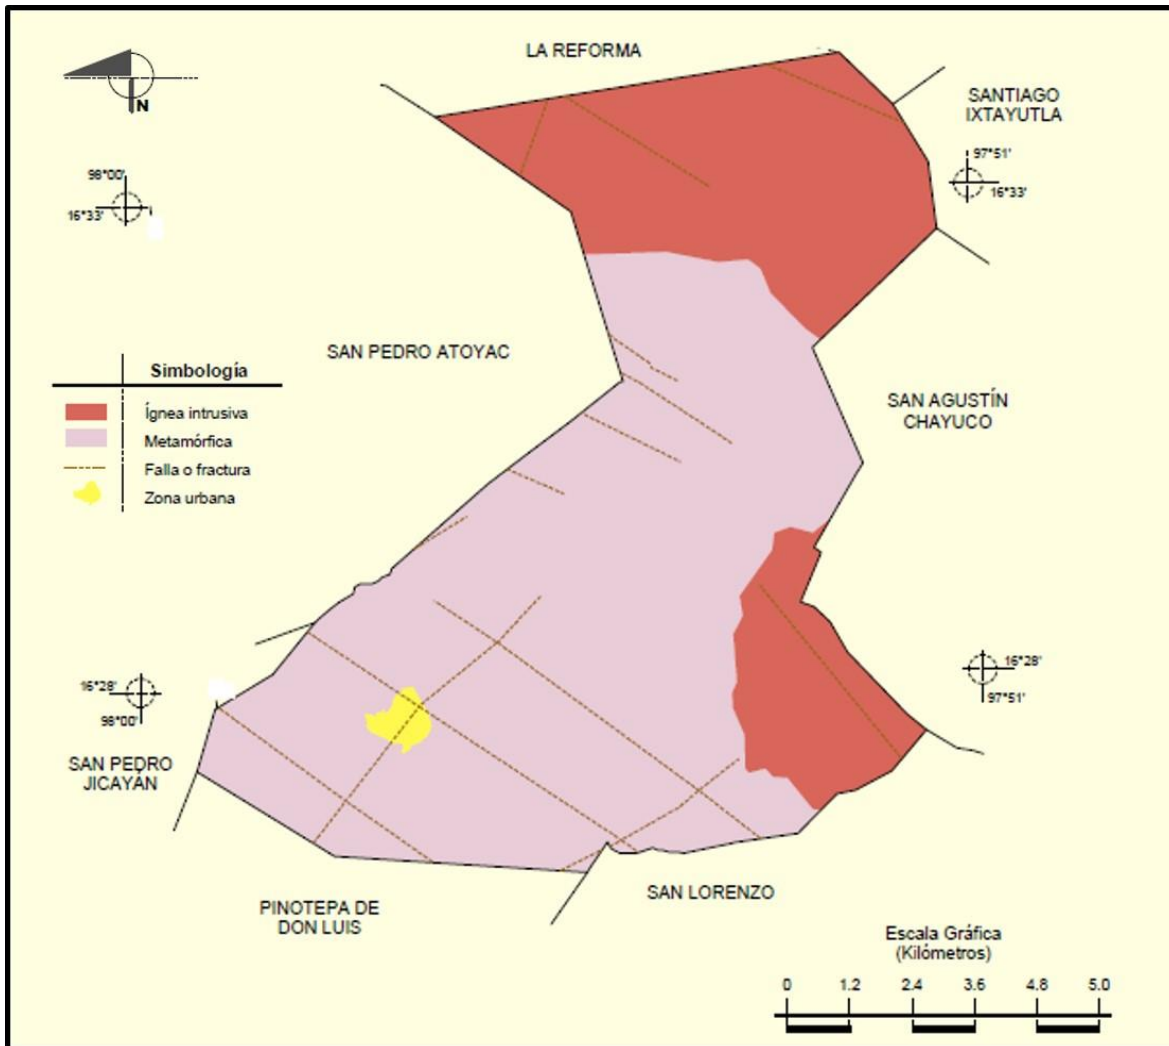 LA REFORMA
SANTIAGO
IXTAYUTLA
N
98°00'
16°33'
97°51'
16°33'
SAN PEDRO ATOYAC
Simbología
Ígnea intrusiva
Metamórfica
Falla o fractura
Zona urbana
SAN AGUSTÍN
CHAYUCO
16°28'
98°00'
16°28'
97°51'
SAN PEDRO
JICAYÁN
PINOTEPA DE
DON LUIS
SAN LORENZO
Escala Gráfica
(Kilómetros)
0 1.2 2.4 3.6 4.8 5.0